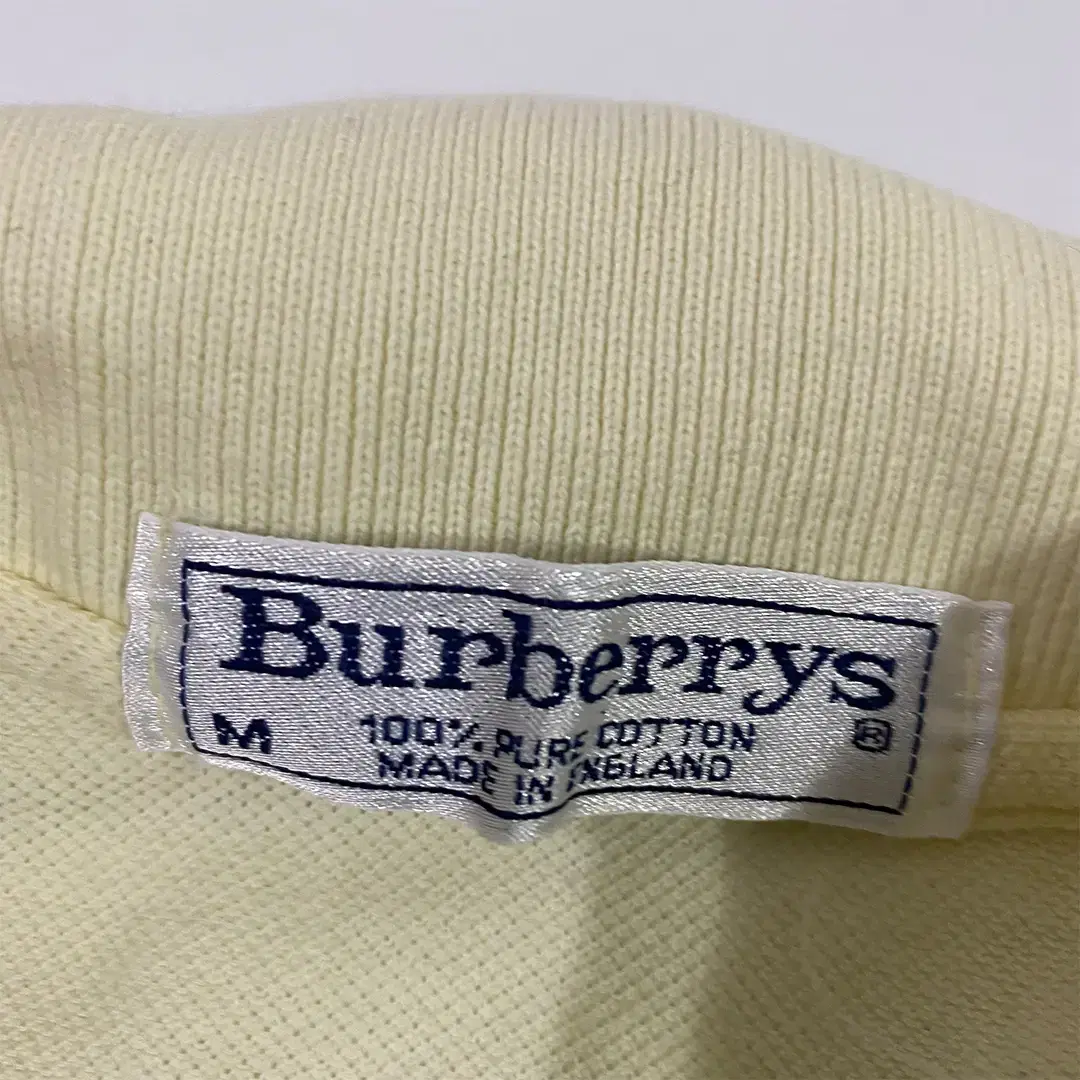 Burberrys
M 100% PURE COTTON ®
MADE IN ENGLAND